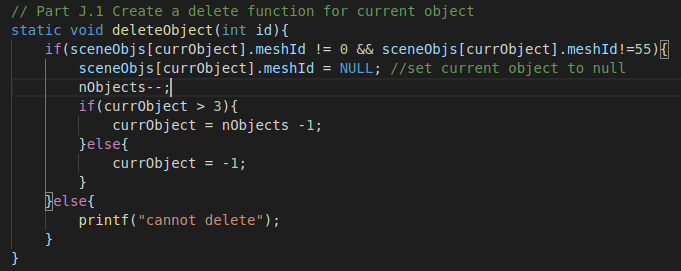 // Part J.1 Create a delete function for current object
static void deleteObject(int id){
if(sceneObjs[currObject].meshId != 0 && sceneObjs[currObject].meshId!=55){
sceneObjs[currObject].meshId = NULL; //set current object to null
nObjects--;
if(currObject > 3){
currObject = nObjects -1;
}else{
currObject = -1;
}
}else{
printf("cannot delete");
}
}